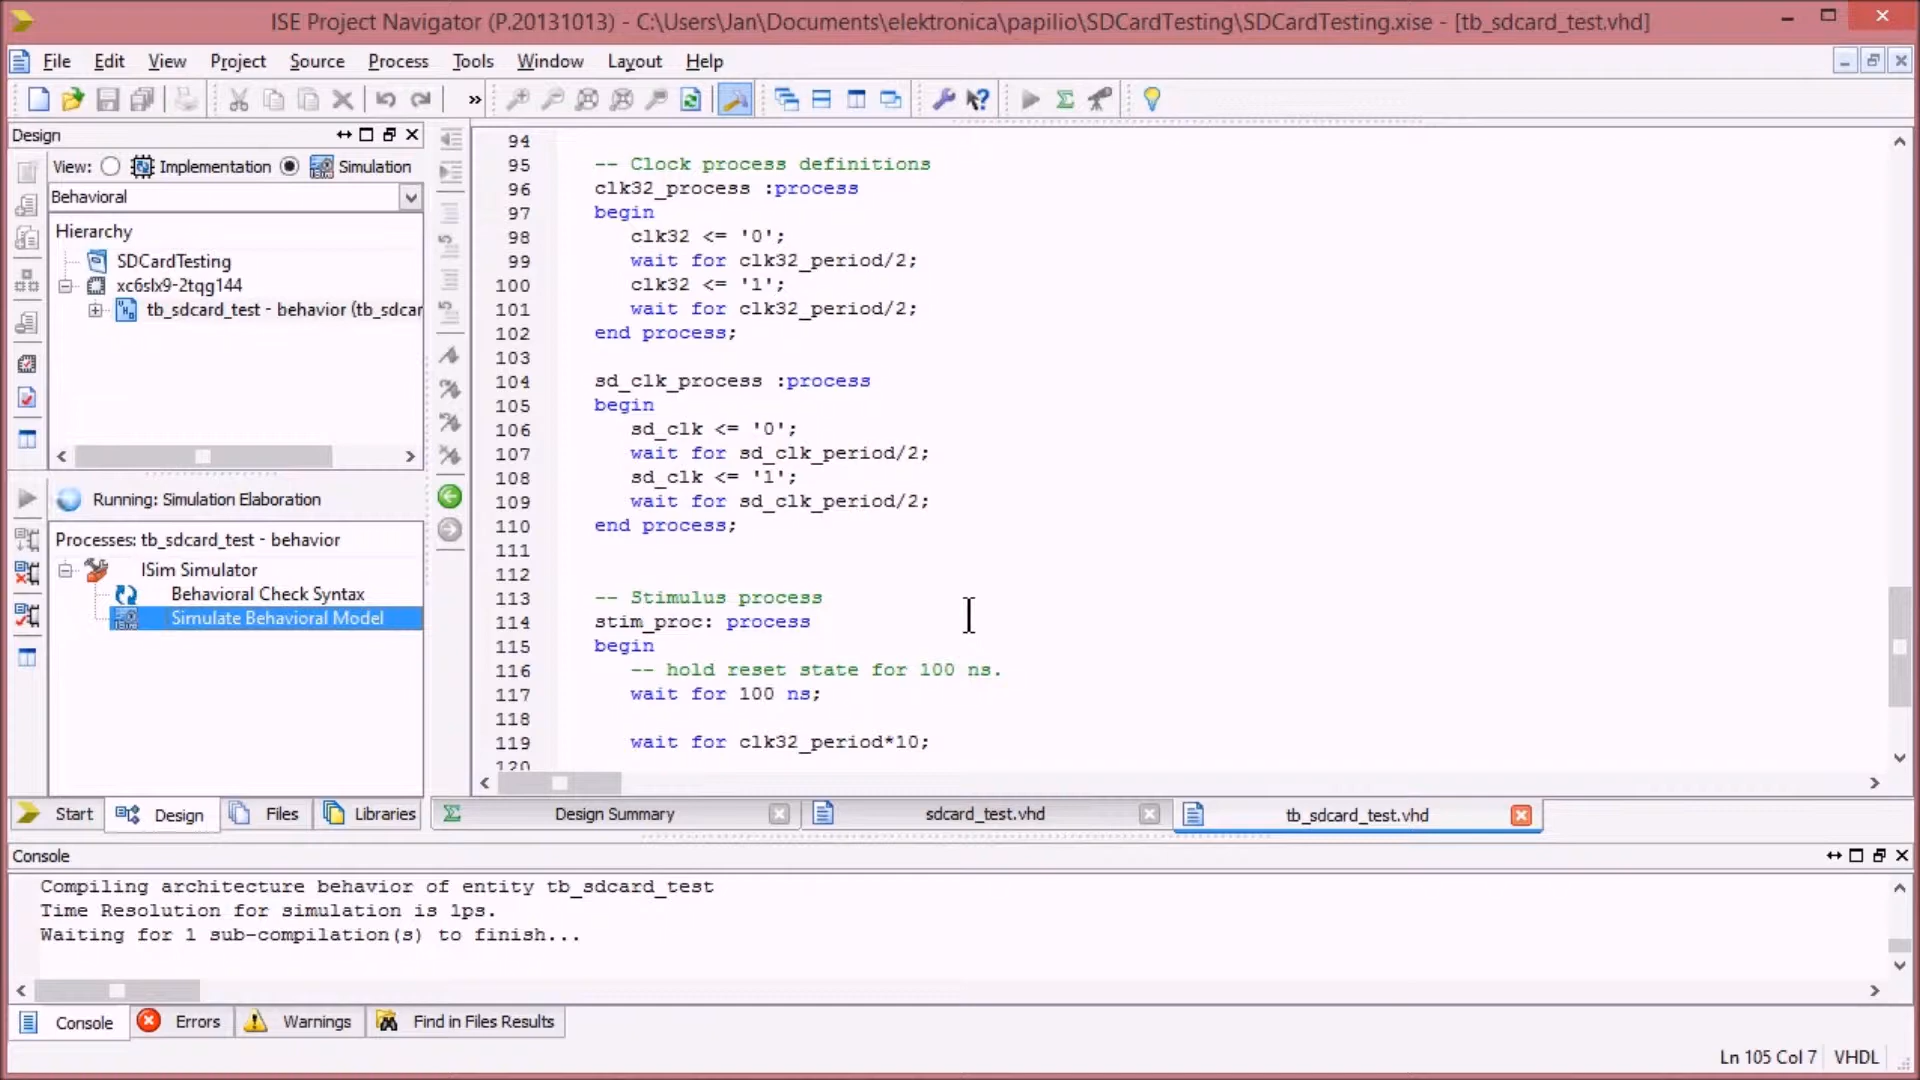 ISE Project Navigator (P.20131013) - C:\Users\Jan\Documents\elektronica\papilio\SDCardTesting\SDCardTesting.xise - [tb_sdcard_test.vhd]
File Edit View Project Source Process Tools Window Layout Help
Design
View: Implementation Simulation
Behavioral
Hierarchy
SDCardTesting
xc6slx9-2tqg144
tb_sdcard_test - behavior (tb_sdcar
Running: Simulation Elaboration
Processes: tb_sdcard_test - behavior
ISim Simulator
Behavioral Check Syntax
Simulate Behavioral Model
Start Design Files Libraries
94
95 -- Clock process definitions
96 clk32_process :process
97 begin
98 clk32 <= '0';
99 wait for clk32_period/2;
100 clk32 <= '1';
101 wait for clk32_period/2;
102 end process;
103
104 sd_clk_process :process
105 begin
106 sd_clk <= '0';
107 wait for sd_clk_period/2;
108 sd_clk <= '1';
109 wait for sd_clk_period/2;
110 end process;
111
112
113 -- Stimulus process
114 stim_proc: process
115 begin
116 -- hold reset state for 100 ns.
117 wait for 100 ns;
118
119 wait for clk32_period*10;
120
Design Summary sdcard_test.vhd tb_sdcard_test.vhd
Console
Compiling architecture behavior of entity tb_sdcard_test
Time Resolution for simulation is 1ps.
Waiting for 1 sub-compilation(s) to finish...
Console Errors Warnings Find in Files Results
Ln 105 Col 7 VHDL